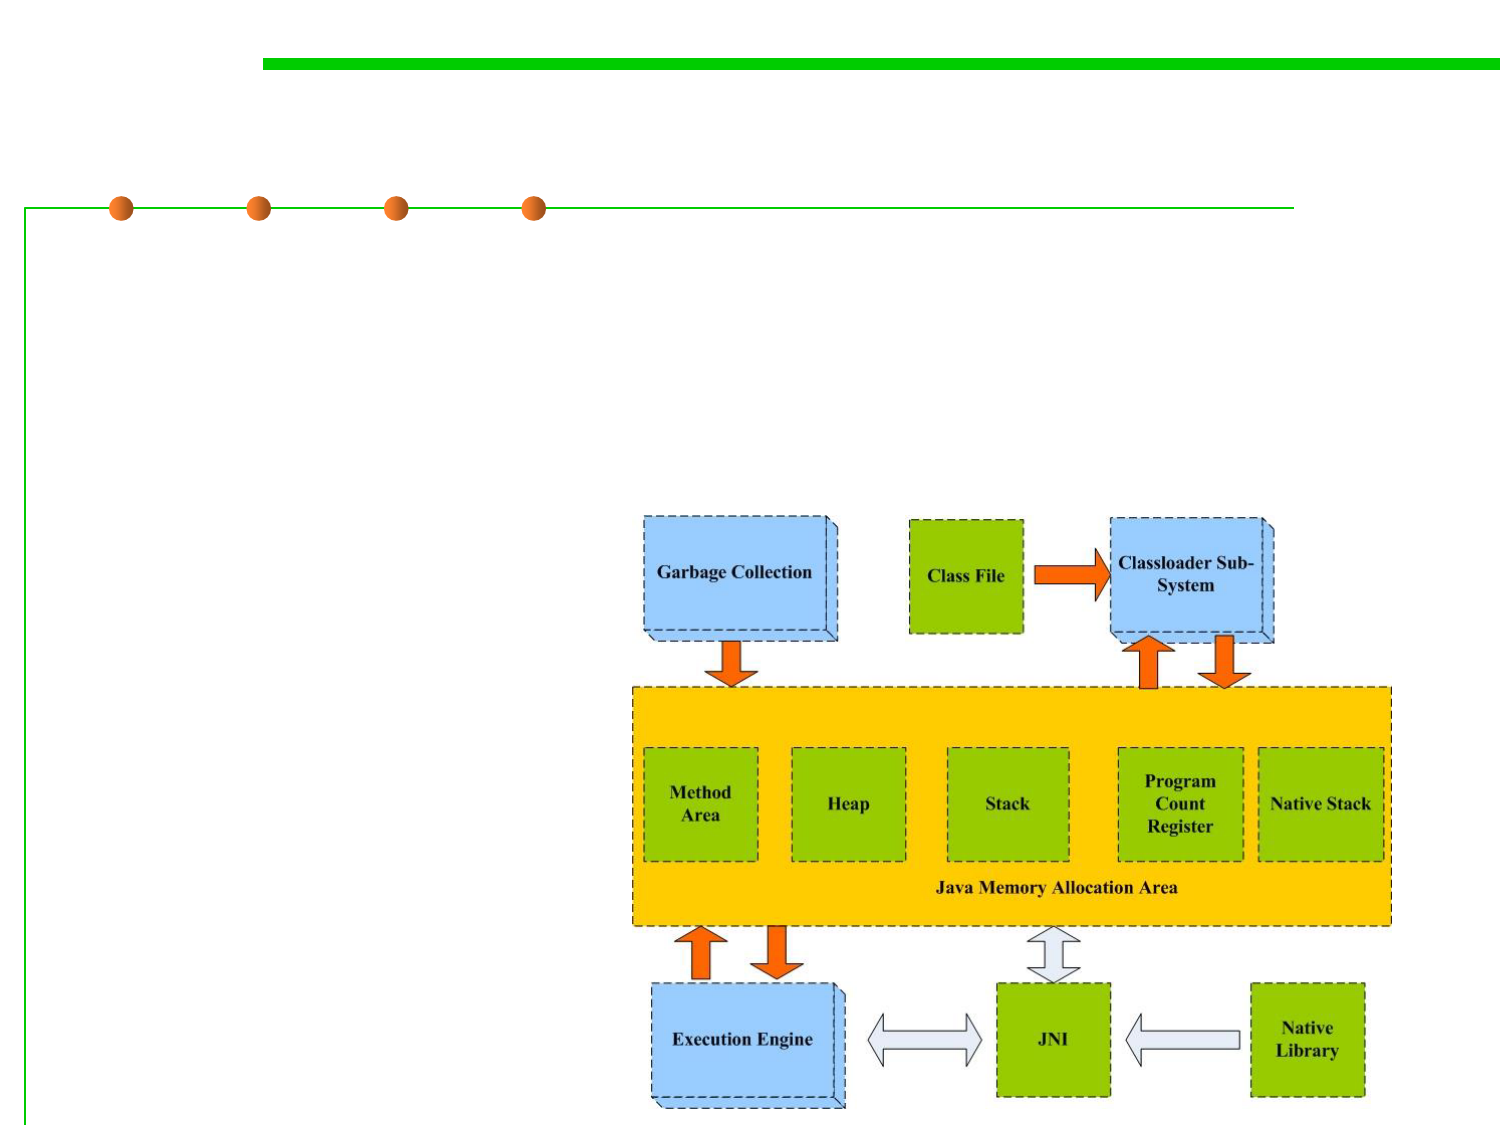 Garbage Collection
Class File
Classloader Sub-
System
Method
Area
Heap
Stack
Program
Count
Register
Native Stack
Java Memory Allocation Area
Execution Engine
JNI
Native
Library